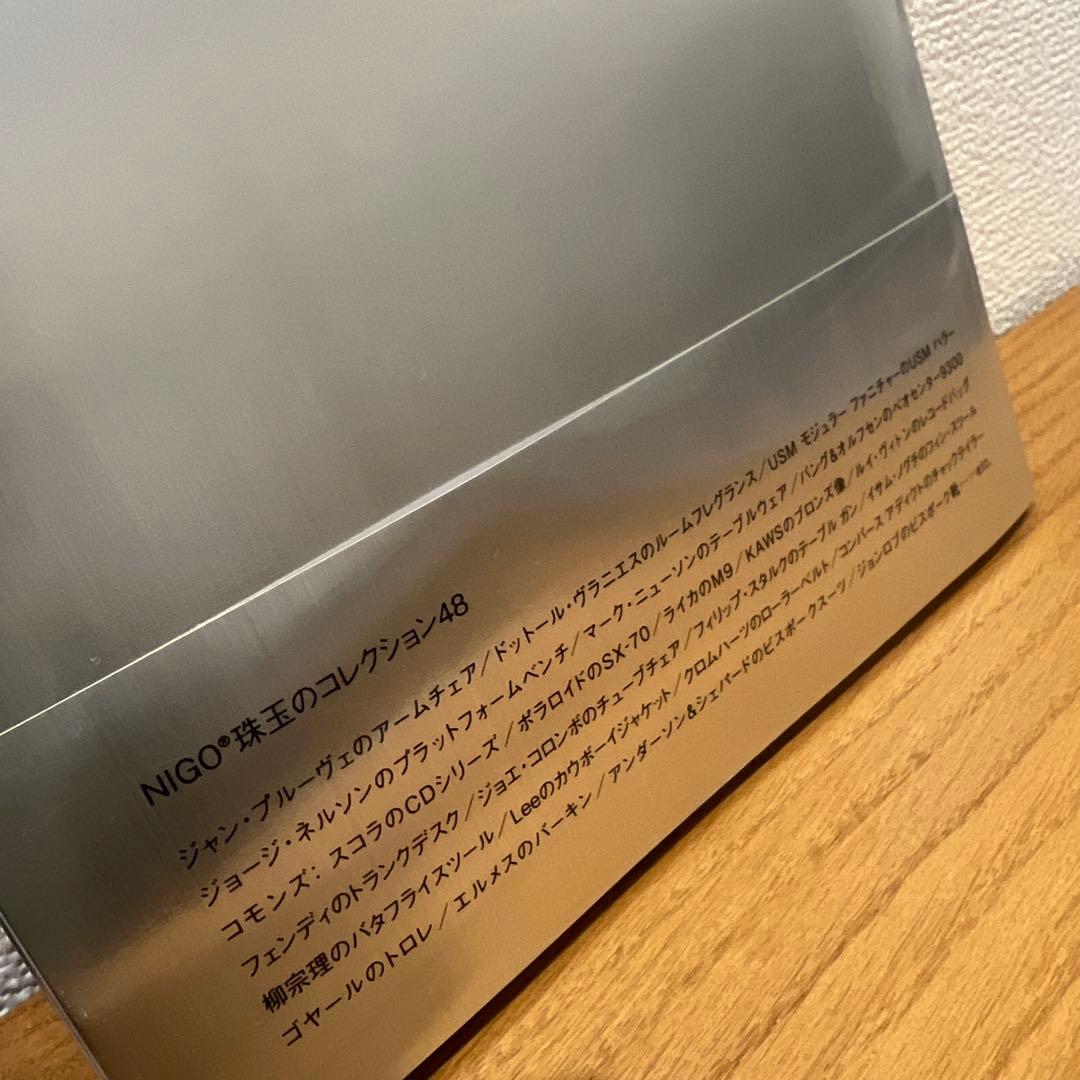 NIGO®珠玉のコレクション48
ジャン・プルーヴェのアームチェア/ドットール・ヴラニエスのルームフレグランス/USM モジュラー ファニチャーのUSM ハラー
ジョージ・ネルソンのプラットフォームベンチ/マーク・ニューソンのテーブルウェア/バング&オルフセンのベオセンター9300
コモンズ: スコラのCDシリーズ/ポラロイドのSX-70/ライカのM9/KAWSのブロンズ像/ルイ・ヴィトンのレコードバッグ
フェンディのトランクデスク/ジョエ・コロンボのチューブチェア/フィリップ・スタルクのテーブル ガン/イサム・ノグチのフィン・スツール
柳宗理のバタフライスツール/Leeのカウボーイジャケット/クロムハーツのローラーベルト/コンバース アディクトのチャックテイラー
ゴヤールのトロレ/エルメスのバーキン/アンダーソン&シェパードのビスポークスーツ/ジョンロブのビスポーク靴……etc.